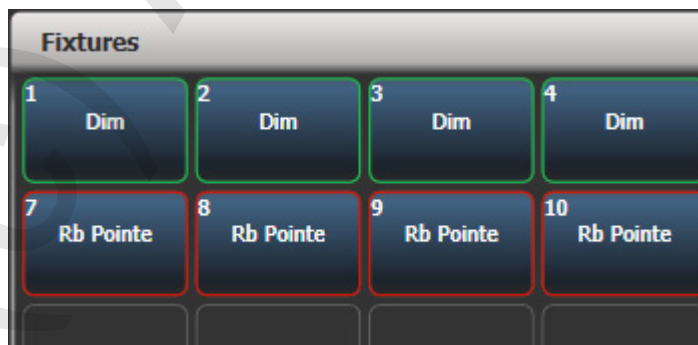 Fixtures
1 2 3 4
Dim Dim Dim Dim
7 8 9 10
Rb Pointe Rb Pointe Rb Pointe Rb Pointe